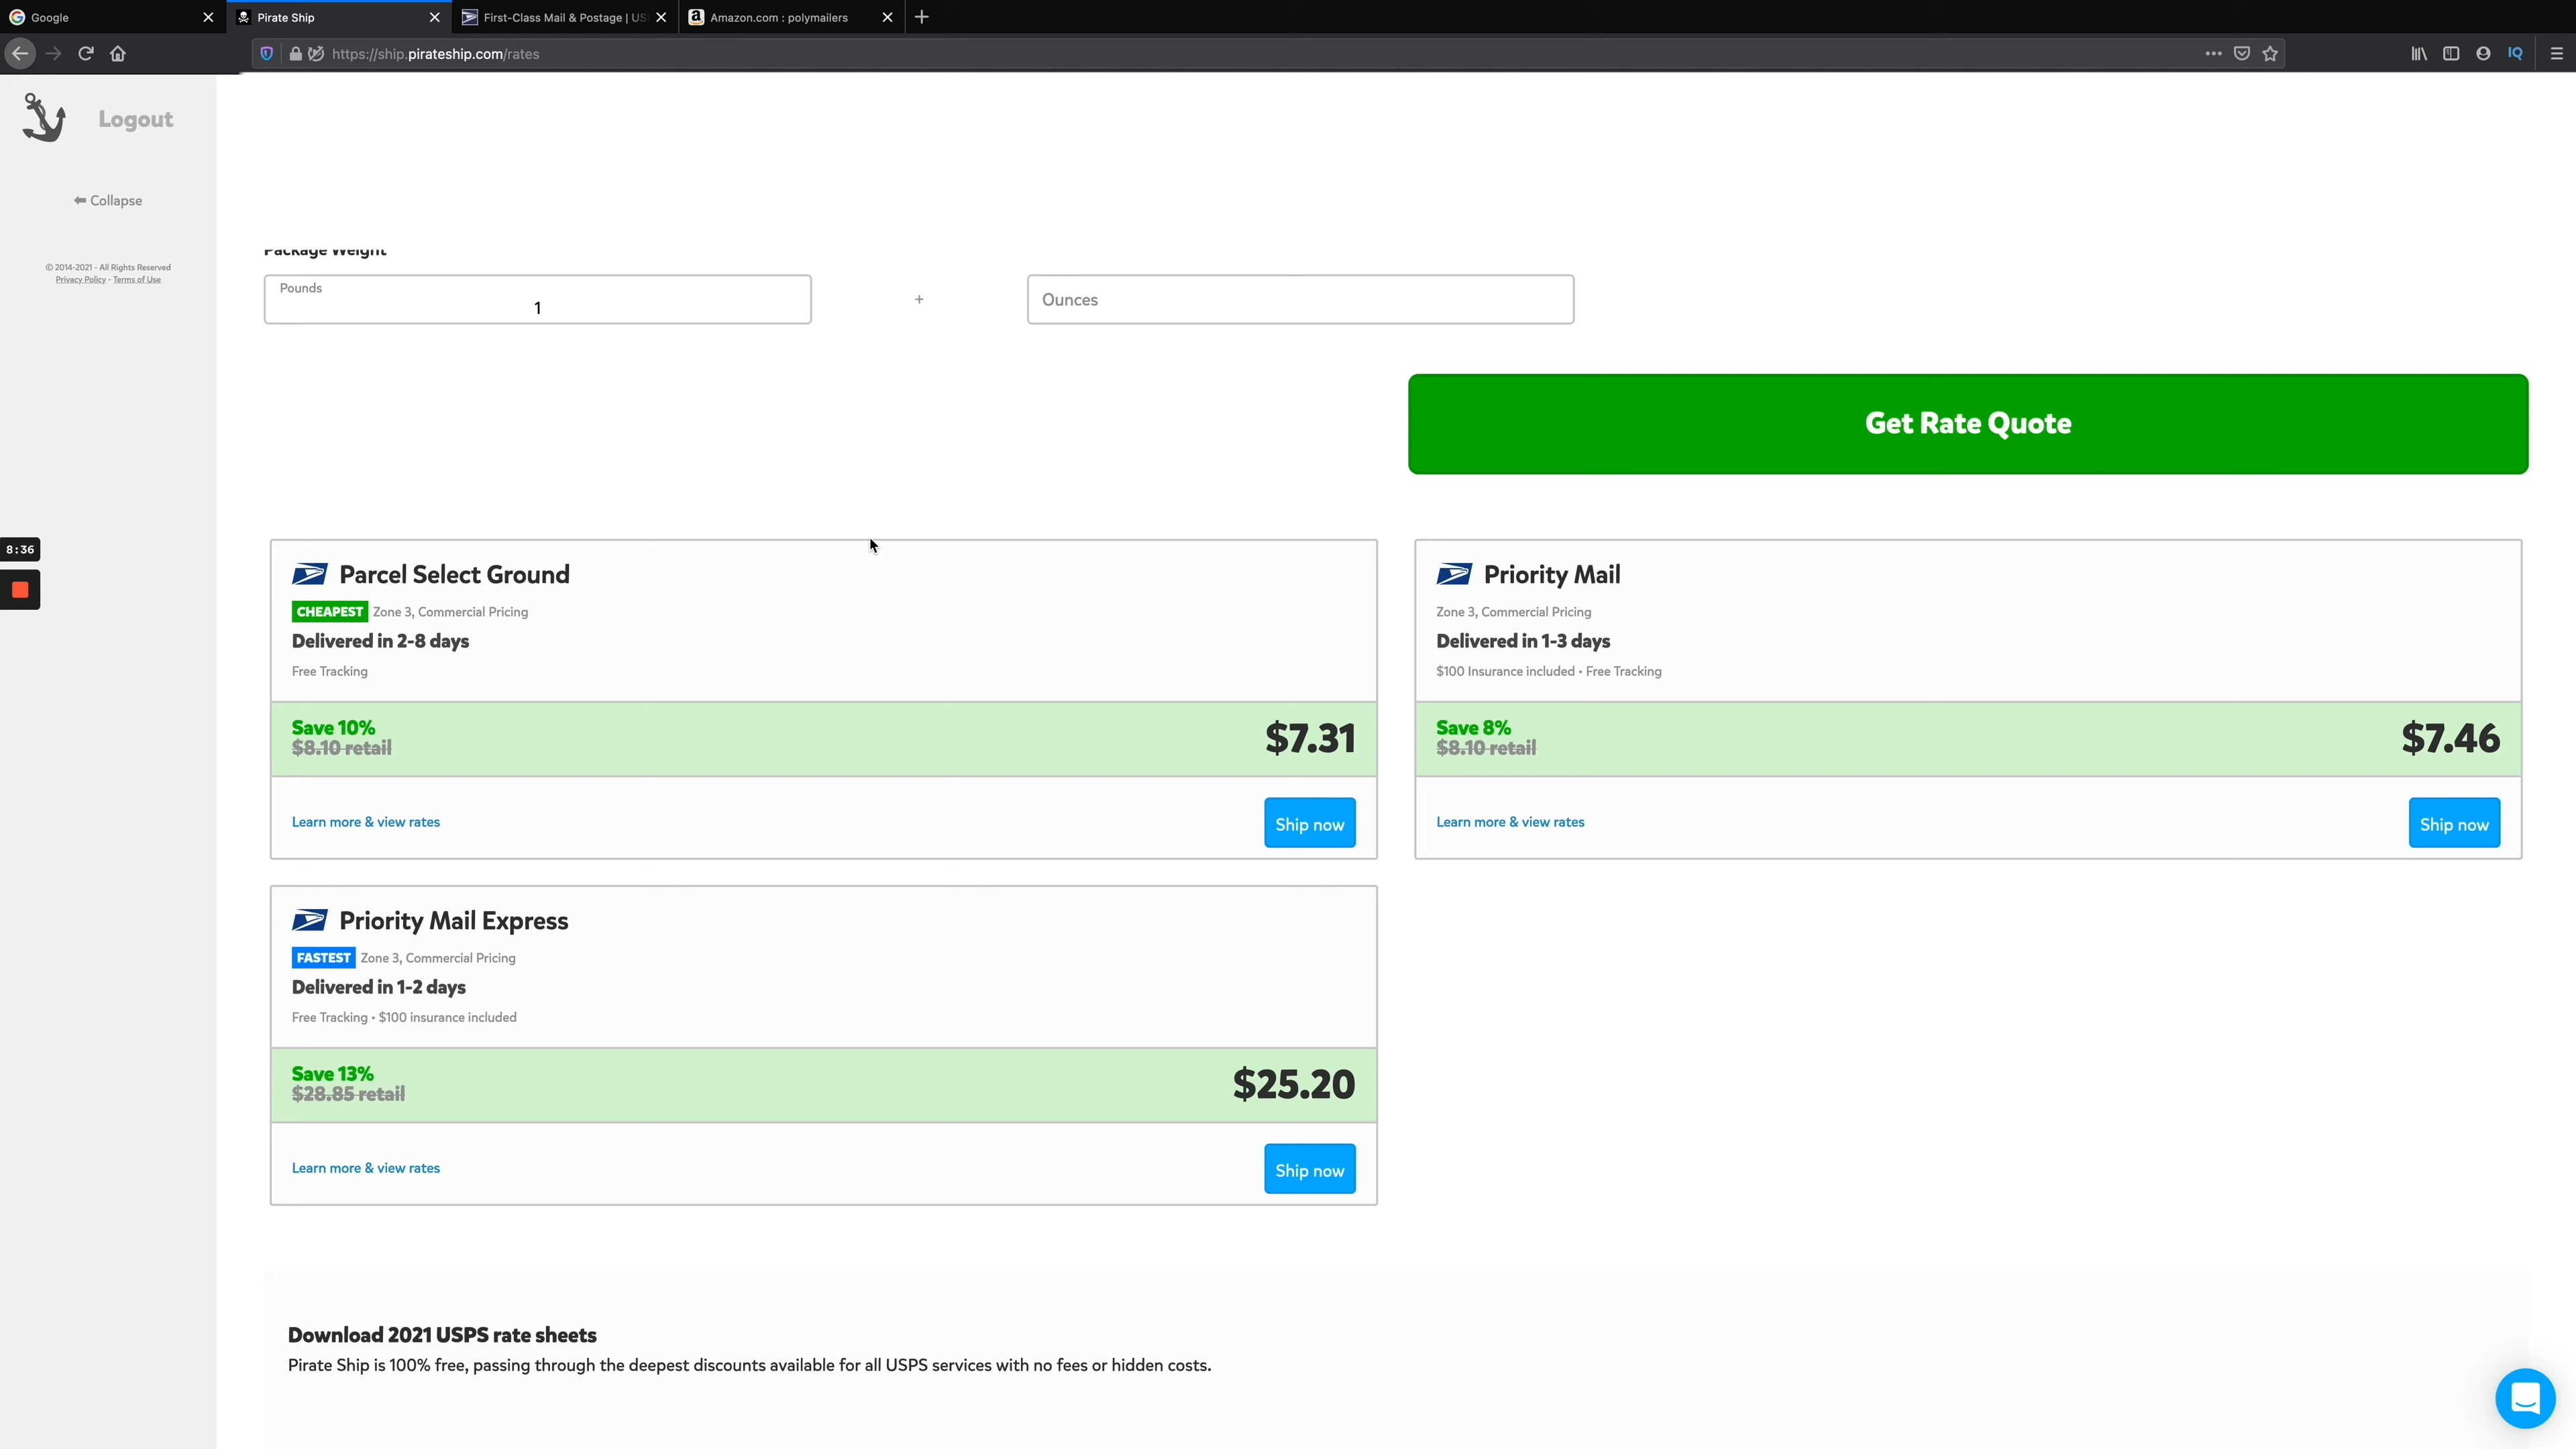 Google
Pirate Ship
First-Class Mail & Postage | US
Amazon.com : polymailers
https://ship.pirateship.com/rates
IQ
Logout
Collapse
© 2014-2021 - All Rights Reserved
Privacy Policy - Terms of Use
8:36
Package Weight
Pounds
1
+
Ounces
Get Rate Quote
Parcel Select Ground
CHEAPEST Zone 3, Commercial Pricing
Delivered in 2-8 days
Free Tracking
Save 10%
$8.10 retail
$7.31
Learn more & view rates
Ship now
Priority Mail
Zone 3, Commercial Pricing
Delivered in 1-3 days
$100 Insurance included • Free Tracking
Save 8%
$8.10 retail
$7.46
Learn more & view rates
Ship now
Priority Mail Express
FASTEST Zone 3, Commercial Pricing
Delivered in 1-2 days
Free Tracking • $100 insurance included
Save 13%
$28.85 retail
$25.20
Learn more & view rates
Ship now
Download 2021 USPS rate sheets
Pirate Ship is 100% free, passing through the deepest discounts available for all USPS services with no fees or hidden costs.